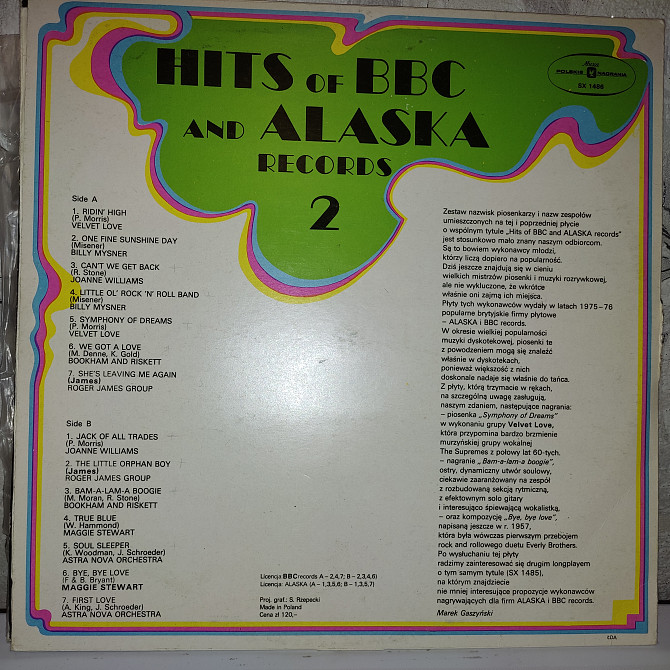 HITS OF BBC
AND ALASKA
RECORDS
2
Muza
POLSKIE NAGRANIA
SX 1486
Side A
1. RIDIN' HIGH
(P. Morris)
VELVET LOVE
2. ONE FINE SUNSHINE DAY
(Misener)
BILLY MYSNER
3. CAN'T WE GET BACK
(R. Stone)
JOANNE WILLIAMS
4. LITTLE OL' ROCK 'N' ROLL BAND
(Misener)
BILLY MYSNER
5. SYMPHONY OF DREAMS
(P. Morris)
VELVET LOVE
6. WE GOT A LOVE
(M. Denne, K. Gold)
BOOKHAM AND RISKETT
7. SHE'S LEAVING ME AGAIN
(James)
ROGER JAMES GROUP
Side B
1. JACK OF ALL TRADES
(P. Morris)
JOANNE WILLIAMS
2. THE LITTLE ORPHAN BOY
(James)
ROGER JAMES GROUP
3. BAM-A-LAM-A BOOGIE
(M. Moran, R. Stone)
BOOKHAM AND RISKETT
4. TRUE BLUE
(W. Hammond)
MAGGIE STEWART
5. SOUL SLEEPER
(K. Woodman, J. Schroeder)
ASTRA NOVA ORCHESTRA
6. BYE, BYE LOVE
(F & B. Bryant)
MAGGIE STEWART
7. FIRST LOVE
(A. King, J. Schroeder)
ASTRA NOVA ORCHESTRA
Licencja BBCrecords A – 2,4,7; B – 2,3,4,6)
Licencja: ALASKA (A – 1,3,5,6; B – 1,3,5,7)
Proj. graf.: S. Rzepecki
Made in Poland
Cena zł 120,–
Zestaw nazwisk piosenkarzy i nazw zespołów
umieszczonych na tej i poprzedniej płycie
o wspólnym tytule „Hits of BBC and ALASKA records"
jest stosunkowo mało znany naszym odbiorcom.
Są to bowiem wykonawcy młodzi,
którzy liczą dopiero na popularność.
Dziś jeszcze znajdują się w cieniu
wielkich mistrzów piosenki i muzyki rozrywkowej,
ale nie wykluczone, że wkrótce
właśnie oni zajmą ich miejsca.
Płyty tych wykonawców wydały w latach 1975–76
popularne brytyjskie firmy płytowe
– ALASKA i BBC records.
W okresie wielkiej popularności
muzyki dyskotekowej, piosenki te
z powodzeniem mogą się znaleźć
właśnie w dyskotekach,
ponieważ większość z nich
doskonale nadaje się właśnie do tańca.
Z płyty, którą trzymacie w rękach,
na szczególną uwagę zasługują,
naszym zdaniem, następujące nagrania:
– piosenka „Symphony of Dreams"
w wykonaniu grupy Velvet Love,
która przypomina bardzo brzmienie
murzyńskiej grupy wokalnej
The Supremes z połowy lat 60-tych.
– nagranie „Bam-a-lam-a boogie",
ostry, dynamiczny utwór soulowy,
ciekawie zaaranżowany na zespół
z rozbudowaną sekcją rytmiczną,
z efektownym solo gitary
i interesująco śpiewającą wokalistką,
– oraz kompozycję „Bye, bye love",
napisaną jeszcze w r. 1957,
która była wówczas pierwszym przebojem
rock and rollowego duetu Everly Brothers.
Po wysłuchaniu tej płyty
radzimy zainteresować się drugim longplayem
o tym samym tytule (SX 1485),
na którym znajdziecie
nie mniej interesujące propozycje wykonawców
nagrywających dla firm ALASKA i BBC records.
Marek Gaszyński